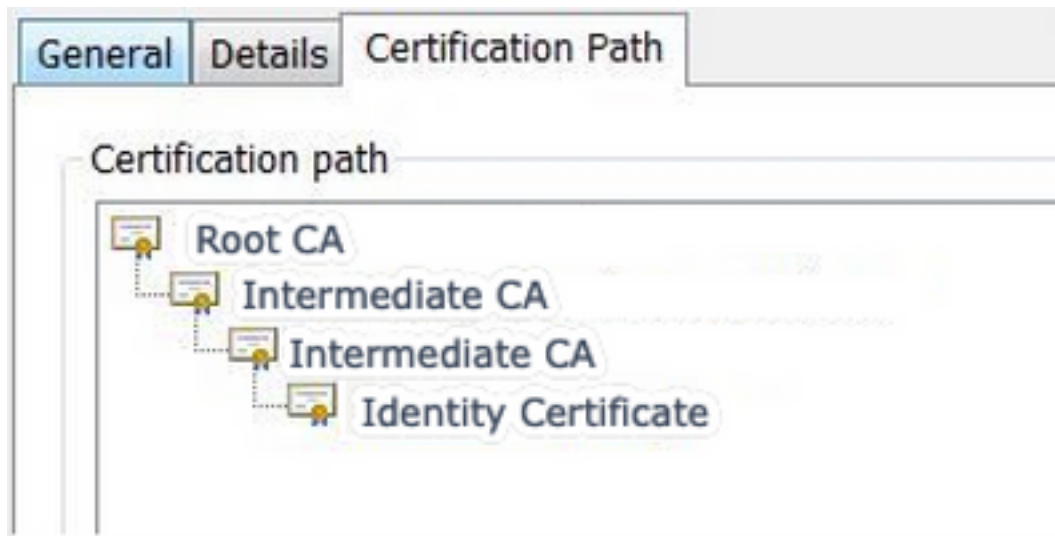 General Details Certification Path
Certification path
Root CA
Intermediate CA
Intermediate CA
Identity Certificate